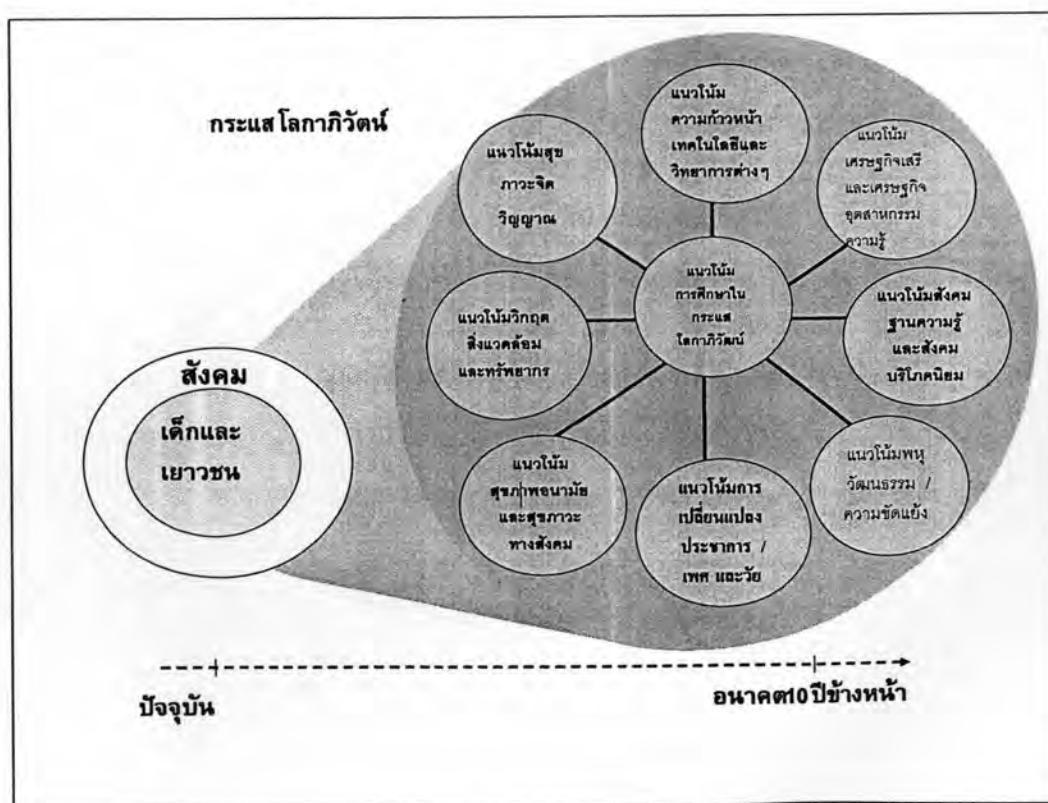 กระแสโลกาภิวัตน์
แนวโน้ม
ความก้าวหน้า
เทคโนโลยีและ
วิทยาการต่างๆ
แนวโน้มสุข
ภาวะจิต
วิญญาณ
แนวโน้ม
เศรษฐกิจเสรี
และเศรษฐกิจ
อุตสาหกรรม
ความรู้
แนวโน้ม
การศึกษาใน
กระแส
โลกาภิวัฒน์
แนวโน้มวิกฤต
สิ่งแวดล้อม
และทรัพยากร
แนวโน้มสังคม
ฐานความรู้
และสังคม
บริโภคนิยม
สังคม
เด็กและ
เยาวชน
แนวโน้ม
สุขภาพอนามัย
และสุขภาวะ
ทางสังคม
แนวโน้มการ
เปลี่ยนแปลง
ประชาการ /
เพศ และวัย
แนวโน้มพหุ
วัฒนธรรม /
ความขัดแย้ง
ปัจจุบัน
อนาคต10 ปีข้างหน้า